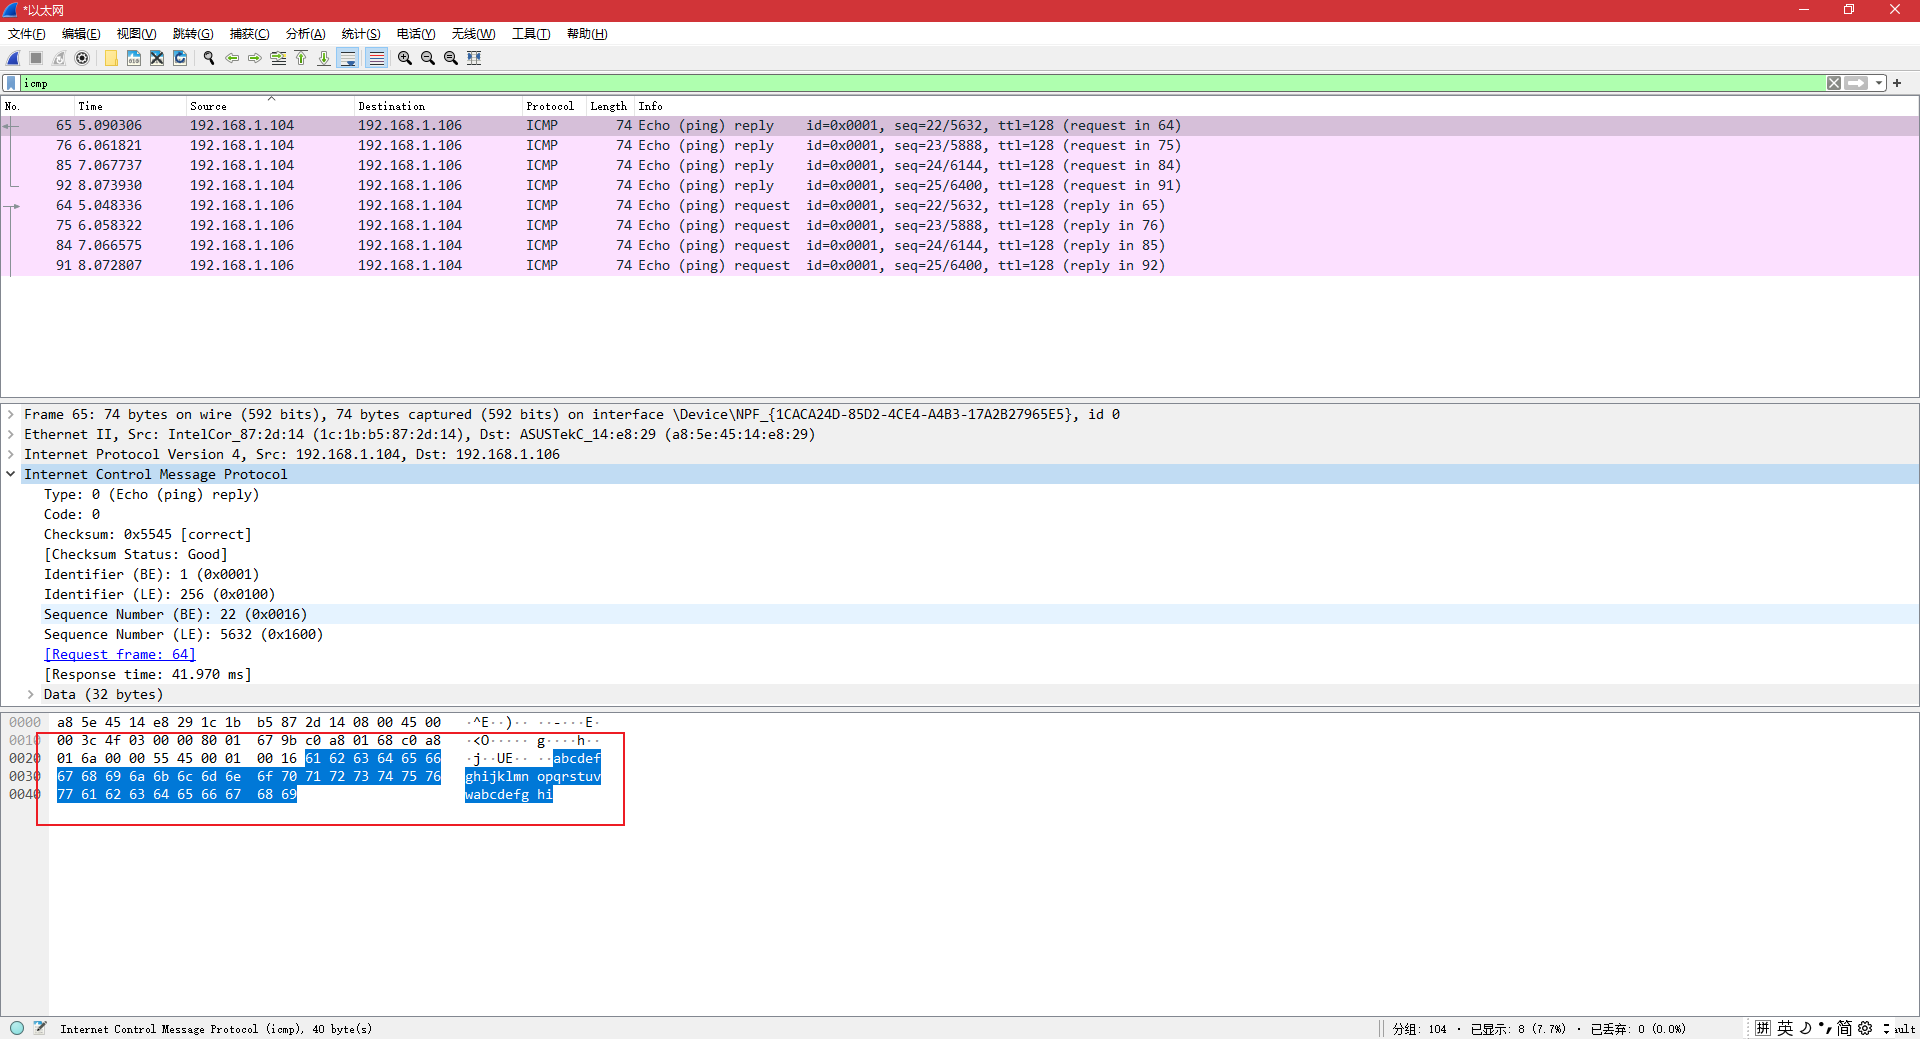 *以太网
文件(F) 编辑(E) 视图(V) 跳转(G) 捕获(C) 分析(A) 统计(S) 电话(Y) 无线(W) 工具(T) 帮助(H)
icmp
No. Time Source Destination Protocol Length Info
65 5.090306 192.168.1.104 192.168.1.106 ICMP 74 Echo (ping) reply id=0x0001, seq=22/5632, ttl=128 (request in 64)
76 6.061821 192.168.1.104 192.168.1.106 ICMP 74 Echo (ping) reply id=0x0001, seq=23/5888, ttl=128 (request in 75)
85 7.067737 192.168.1.104 192.168.1.106 ICMP 74 Echo (ping) reply id=0x0001, seq=24/6144, ttl=128 (request in 84)
92 8.073930 192.168.1.104 192.168.1.106 ICMP 74 Echo (ping) reply id=0x0001, seq=25/6400, ttl=128 (request in 91)
64 5.048336 192.168.1.106 192.168.1.104 ICMP 74 Echo (ping) request id=0x0001, seq=22/5632, ttl=128 (reply in 65)
75 6.058322 192.168.1.106 192.168.1.104 ICMP 74 Echo (ping) request id=0x0001, seq=23/5888, ttl=128 (reply in 76)
84 7.066575 192.168.1.106 192.168.1.104 ICMP 74 Echo (ping) request id=0x0001, seq=24/6144, ttl=128 (reply in 85)
91 8.072807 192.168.1.106 192.168.1.104 ICMP 74 Echo (ping) request id=0x0001, seq=25/6400, ttl=128 (reply in 92)
Frame 65: 74 bytes on wire (592 bits), 74 bytes captured (592 bits) on interface \Device\NPF_{1CACA24D-85D2-4CE4-A4B3-17A2B27965E5}, id 0
Ethernet II, Src: IntelCor_87:2d:14 (1c:1b:b5:87:2d:14), Dst: ASUSTekC_14:e8:29 (a8:5e:45:14:e8:29)
Internet Protocol Version 4, Src: 192.168.1.104, Dst: 192.168.1.106
Internet Control Message Protocol
Type: 0 (Echo (ping) reply)
Code: 0
Checksum: 0x5545 [correct]
[Checksum Status: Good]
Identifier (BE): 1 (0x0001)
Identifier (LE): 256 (0x0100)
Sequence Number (BE): 22 (0x0016)
Sequence Number (LE): 5632 (0x1600)
[Request frame: 64]
[Response time: 41.970 ms]
Data (32 bytes)
0000 a8 5e 45 14 e8 29 1c 1b b5 87 2d 14 08 00 45 00 ·^E··)·· ··-···E·
0010 00 3c 4f 03 00 00 80 01 67 9b c0 a8 01 68 c0 a8 ·<O····· g····h··
0020 01 6a 00 00 55 45 00 01 00 16 61 62 63 64 65 66 ·j··UE·· ··abcdef
0030 67 68 69 6a 6b 6c 6d 6e 6f 70 71 72 73 74 75 76 ghijklmn opqrstuv
0040 77 61 62 63 64 65 66 67 68 69 wabcdefg hi
Internet Control Message Protocol (icmp), 40 byte(s) 分组: 104 · 已显示: 8 (7.7%) · 已丢弃: 0 (0.0%) 拼 英 简 ault